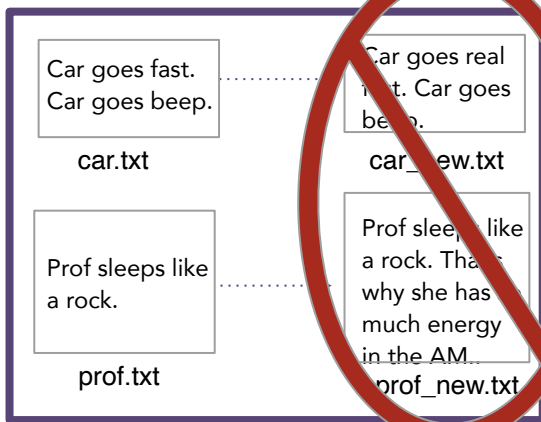 Car goes fast.
Car goes beep.
car.txt
Car goes real
Car goes
car_new.txt
Prof sleeps like
a rock.
prof.txt
Prof sleeps like
a rock.
why she has
much energy
in the AM..
prof_new.txt